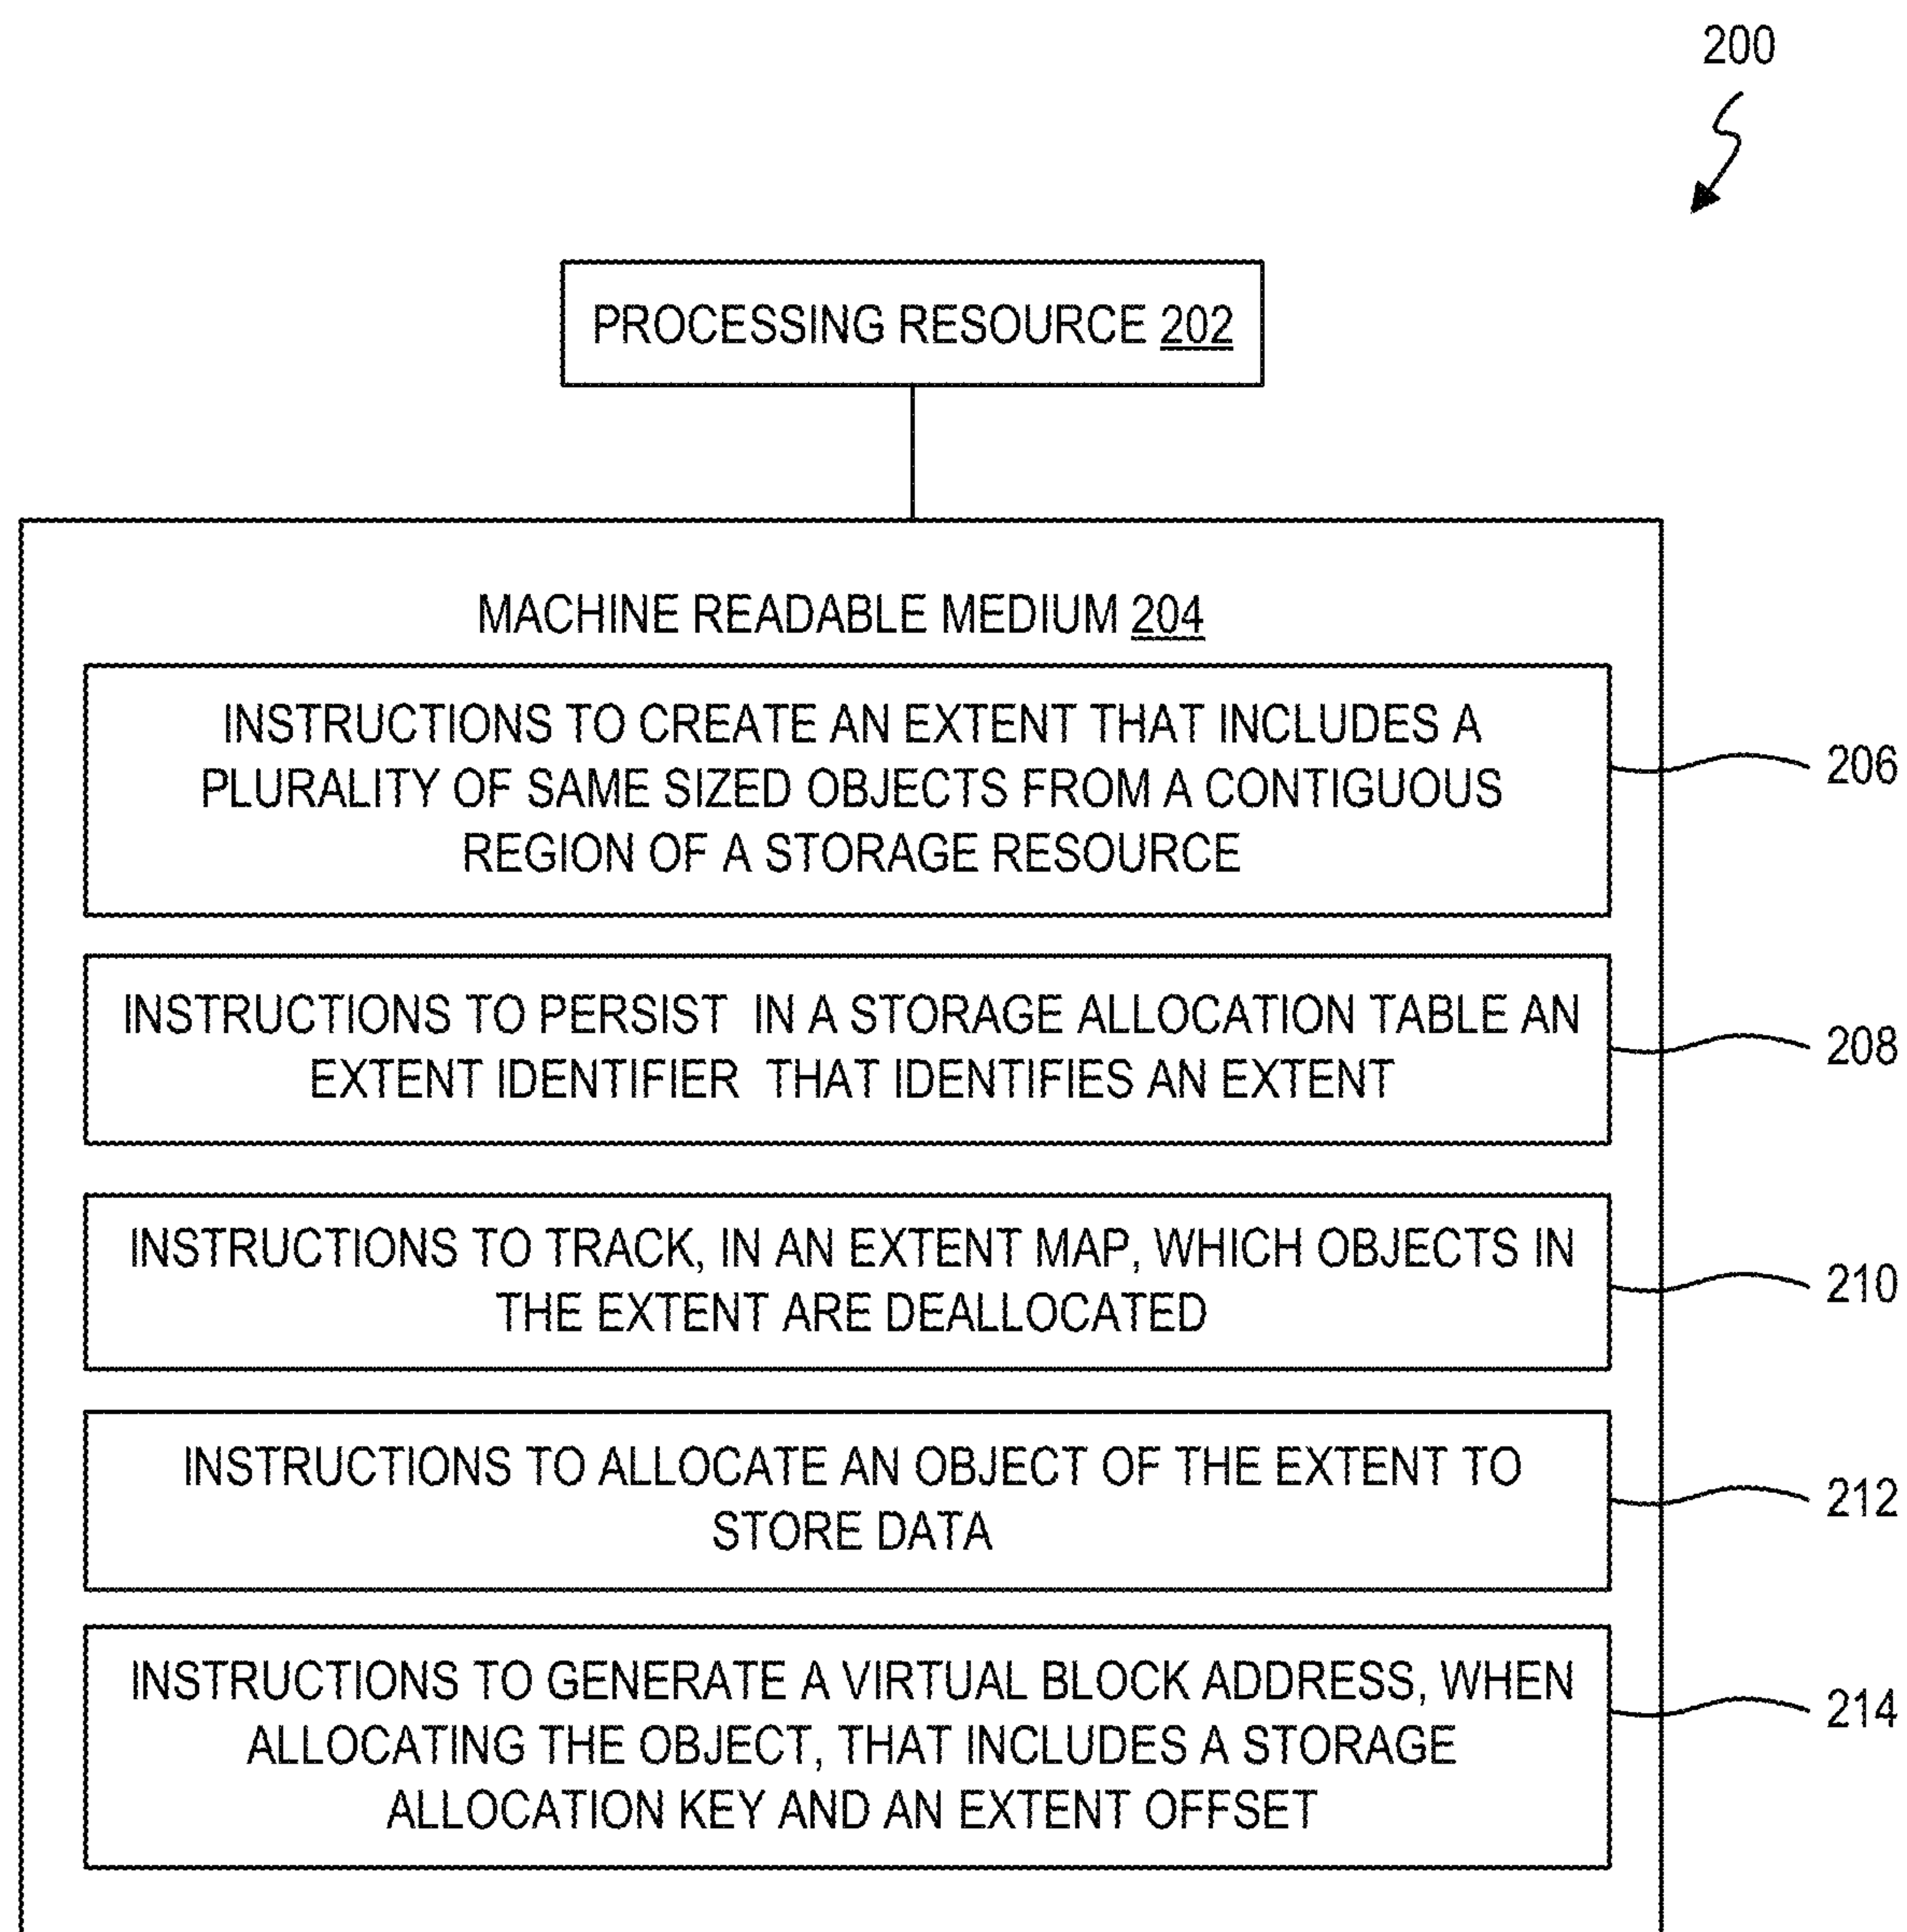 200
PROCESSING RESOURCE 202
MACHINE READABLE MEDIUM 204
INSTRUCTIONS TO CREATE AN EXTENT THAT INCLUDES A
PLURALITY OF SAME SIZED OBJECTS FROM A CONTIGUOUS
REGION OF A STORAGE RESOURCE
206
INSTRUCTIONS TO PERSIST IN A STORAGE ALLOCATION TABLE AN
EXTENT IDENTIFIER THAT IDENTIFIES AN EXTENT
208
INSTRUCTIONS TO TRACK, IN AN EXTENT MAP, WHICH OBJECTS IN
THE EXTENT ARE DEALLOCATED
210
INSTRUCTIONS TO ALLOCATE AN OBJECT OF THE EXTENT TO
STORE DATA
212
INSTRUCTIONS TO GENERATE A VIRTUAL BLOCK ADDRESS, WHEN
ALLOCATING THE OBJECT, THAT INCLUDES A STORAGE
ALLOCATION KEY AND AN EXTENT OFFSET
214